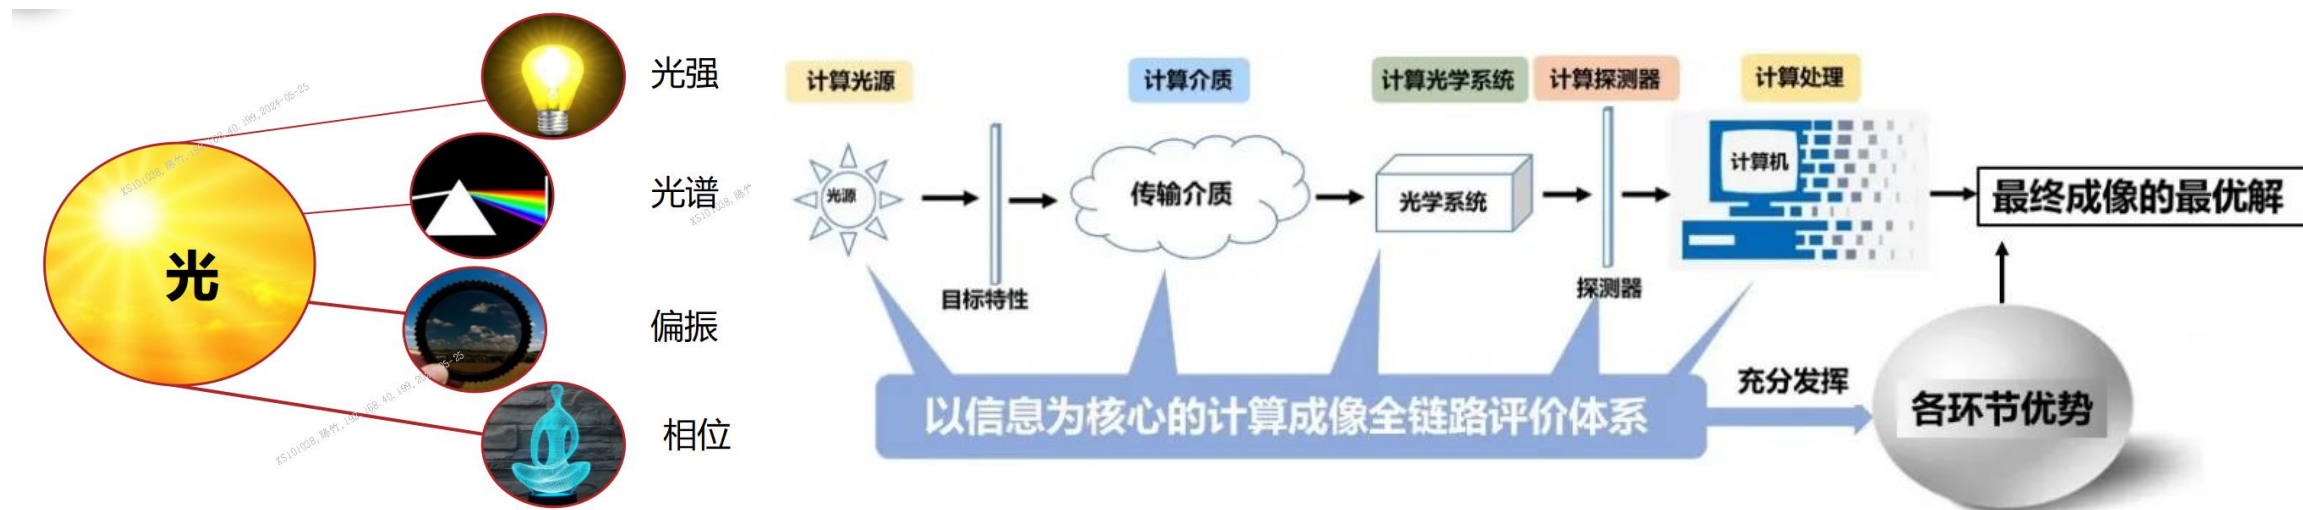 光
光强
光谱
偏振
相位
计算光源
计算介质
计算光学系统
计算探测器
计算处理
光源
目标特性
传输介质
光学系统
探测器
计算机
最终成像的最优解
以信息为核心的计算成像全链路评价体系
充分发挥
各环节优势